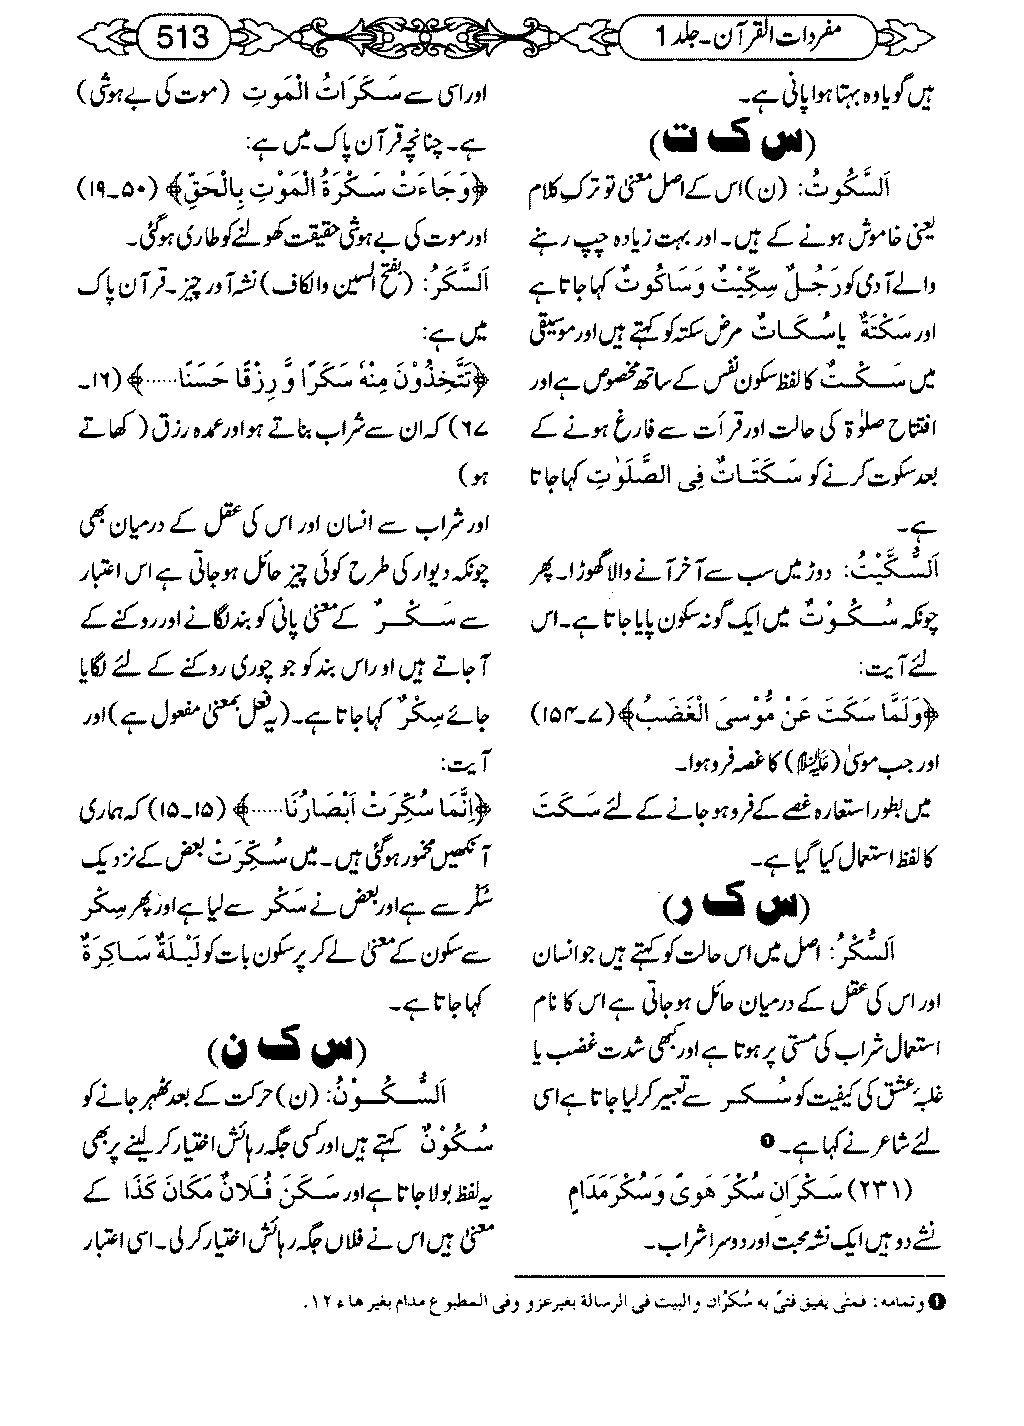 مفردات القرآن۔جلد 1
513
ہیں گویا وہ بہتا ہوا پانی ہے۔
(س ک ت)
اَلسُّکُوتُ: (ن) اس کے اصل معنی تو ترکِ کلام
یعنی خاموش ہونے کے ہیں۔ اور بہت زیادہ چپ رہنے
والے آدمی کو رَجُلٌ سِکِّیْتٌ وَسَاکُوتٌ کہا جاتا ہے
اور سَکْتَةٌ یا سُکَاتٌ مرض سکتہ کو کہتے ہیں اور موسیقی
میں سَکْتٌ کا لفظ سکون نفس کے ساتھ مخصوص ہے اور
افتتاح صلوٰۃ کی حالت اور قرأت سے فارغ ہونے کے
بعد سکوت کرنے کو سَکَتَاتٌ فِی الصَّلَوٰتِ کہا جاتا
ہے۔
اَلسُّکَّیْتُ: دوڑ میں سب سے آخر آنے والا گھوڑا۔ پھر
چونکہ سُکُوْتٌ میں ایک گونہ سکون پایا جاتا ہے۔ اس
لئے آیت:
﴿وَلَمَّا سَکَتَ عَنْ مُّوْسَی الْغَضَبُ﴾ (۷۔۱۵۴)
اور جب موسیٰ (علیہ السلام) کا غصہ فرو ہوا۔
میں بطور استعارہ غصے کے فرو ہو جانے کے لئے سَکَتَ
کا لفظ استعمال کیا گیا ہے۔
(س ک ر)
اَلسُّکْرُ: اصل میں اس حالت کو کہتے ہیں جو انسان
اور اس کی عقل کے درمیان حائل ہو جاتی ہے اس کا نام
استعمال شراب کی مستی پر ہوتا ہے اور کبھی شدت غضب یا
غلبۂ عشق کی کیفیت کو سُکر سے تعبیر کر لیا جاتا ہے اسی
لئے شاعر نے کہا ہے۔ ❶
(۲۳۱) سَکْرَانِ سُکْرَ هَویً وَسُکْرَ مَدَامٍ
نشے دو ہیں ایک نشہ محبت اور دوسرا شراب۔
اور اسی سے سَکَرَاتُ الْمَوتِ (موت کی بے ہوشی)
ہے۔ چنانچہ قرآن پاک میں ہے:
﴿وَجَاءَتْ سَکْرَةُ الْمَوْتِ بِالْحَقِّ﴾ (۵۰۔۱۹)
اور موت کی بے ہوشی حقیقت کھولنے کو طاری ہوگئی۔
اَلسَّکَرُ: (بفتح السین والکاف) نشہ آور چیز۔ قرآن پاک
میں ہے:
﴿تَتَّخِذُوْنَ مِنْهُ سَکَرًا وَّ رِزْقًا حَسَنًا......﴾ (۱۶۔
۶۷) کہ ان سے شراب بناتے ہو اور عمدہ رزق (کھاتے
ہو)
اور شراب سے انسان اور اس کی عقل کے درمیان بھی
چونکہ دیوار کی طرح کوئی چیز حائل ہو جاتی ہے اس اعتبار
سے سَکْرٌ کے معنی پانی کو بند لگانے اور روکنے کے
آ جاتے ہیں اور اس بند کو جو چوری روکنے کے لئے لگایا
جائے سِکْرٌ کہا جاتا ہے۔ (یہ فعل بمعنی مفعول ہے) اور
آیت:
﴿اِنَّمَا سُکِّرَتْ اَبْصَارُنَا......﴾ (۱۵۔۱۵) کہ ہماری
آنکھیں مخمور ہوگئی ہیں۔ میں سُکِّرَتْ بعض کے نزدیک
سُکْر سے ہے اور بعض نے سَکْر سے لیا ہے اور پھر سِکْر
سے سکون کے معنی لے کر پرسکون بات کو لَیْلَةٌ سَاکِرَةٌ
کہا جاتا ہے۔
(س ک ن)
اَلسُّکُوْنُ: (ن) حرکت کے بعد ٹھہر جانے کو
سُکُوْنٌ کہتے ہیں اور کسی جگہ رہائش اختیار کر لینے پر بھی
یہ لفظ بولا جاتا ہے اور سَکَنَ فُلَانٌ مَکَانَ کَذَا کے
معنی ہیں اس نے فلاں جگہ رہائش اختیار کرلی۔ اسی اعتبار
❶ وتمامه: فمتٰی یفیق فتیً به سُکْرَان والبیت فی الرسالة بغیر عزو وفی المطبوع مدام بغیرها ء ۱۲.